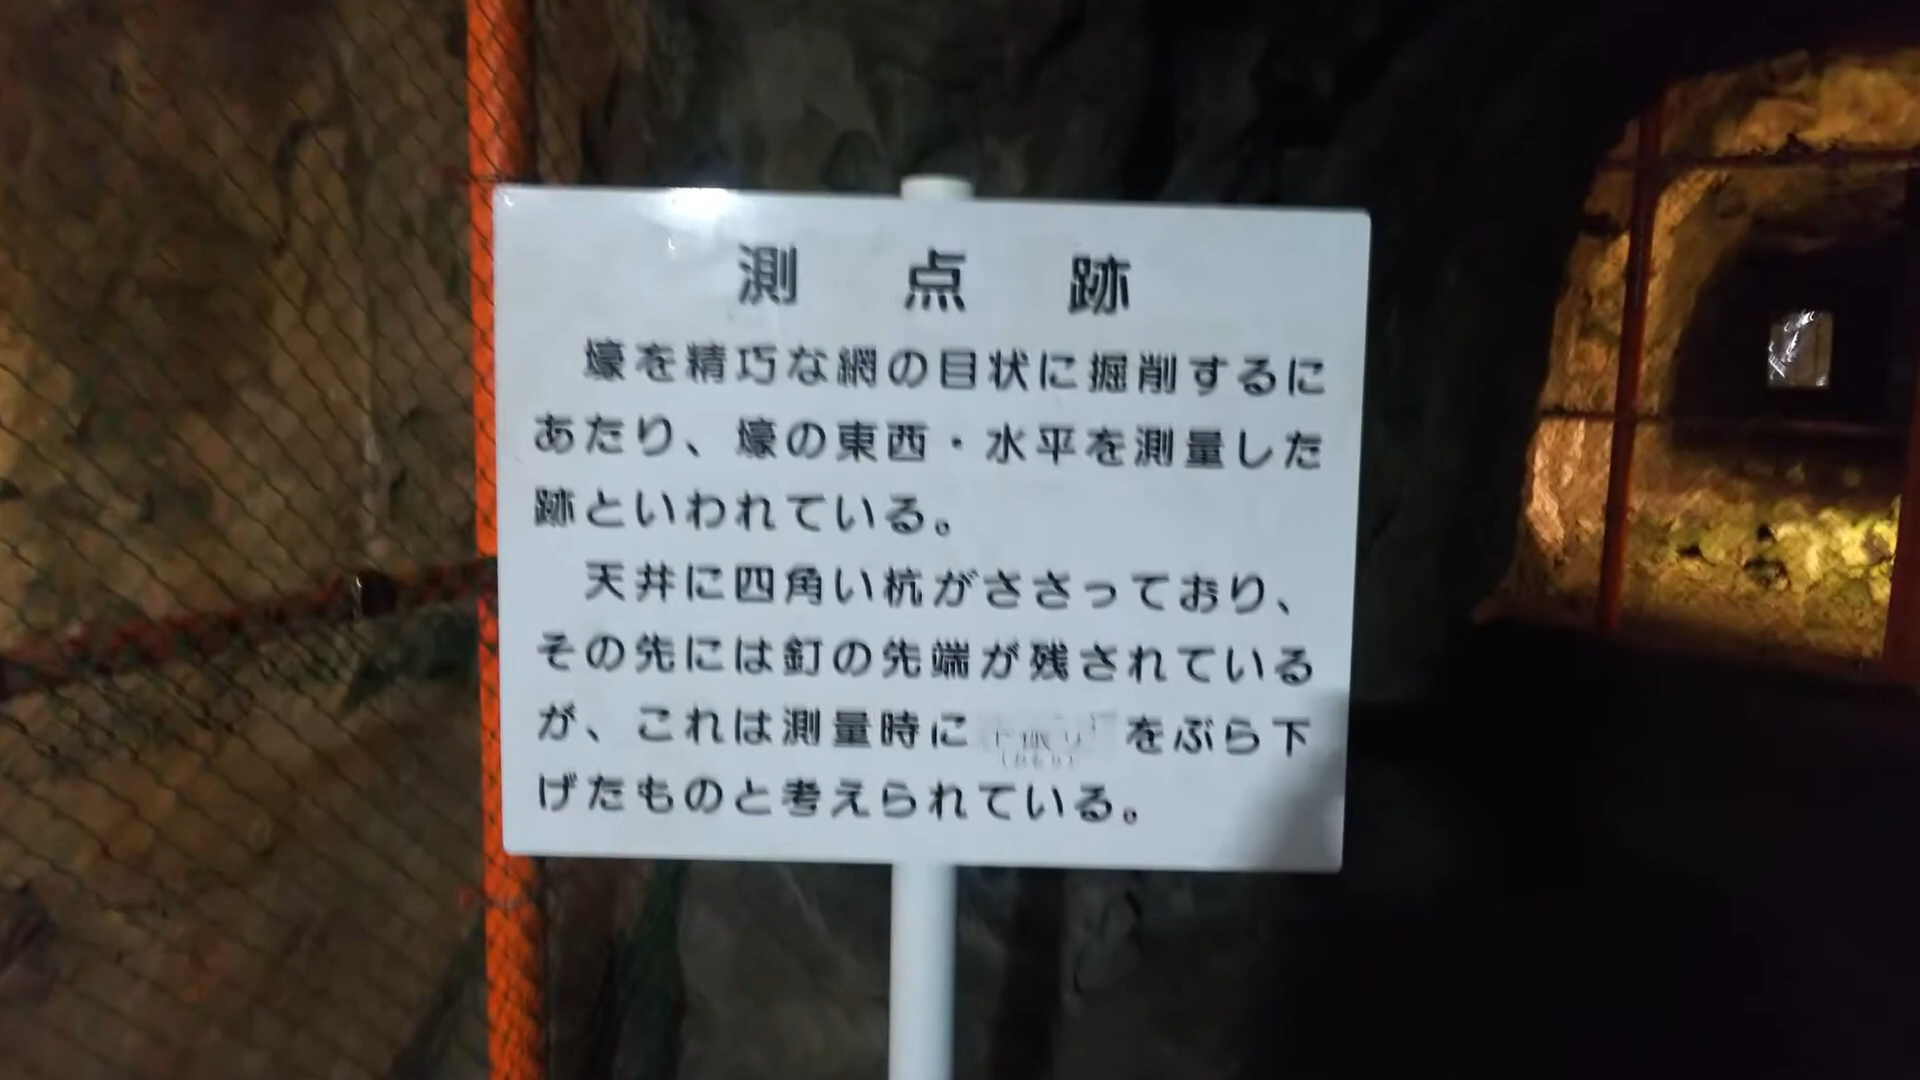 測点跡
壕を精巧な網の目状に掘削するに
あたり、壕の東西・水平を測量した
跡といわれている。
天井に四角い杭がささっており、
その先には釘の先端が残されている
が、これは測量時に をぶら下
げたものと考えられている。